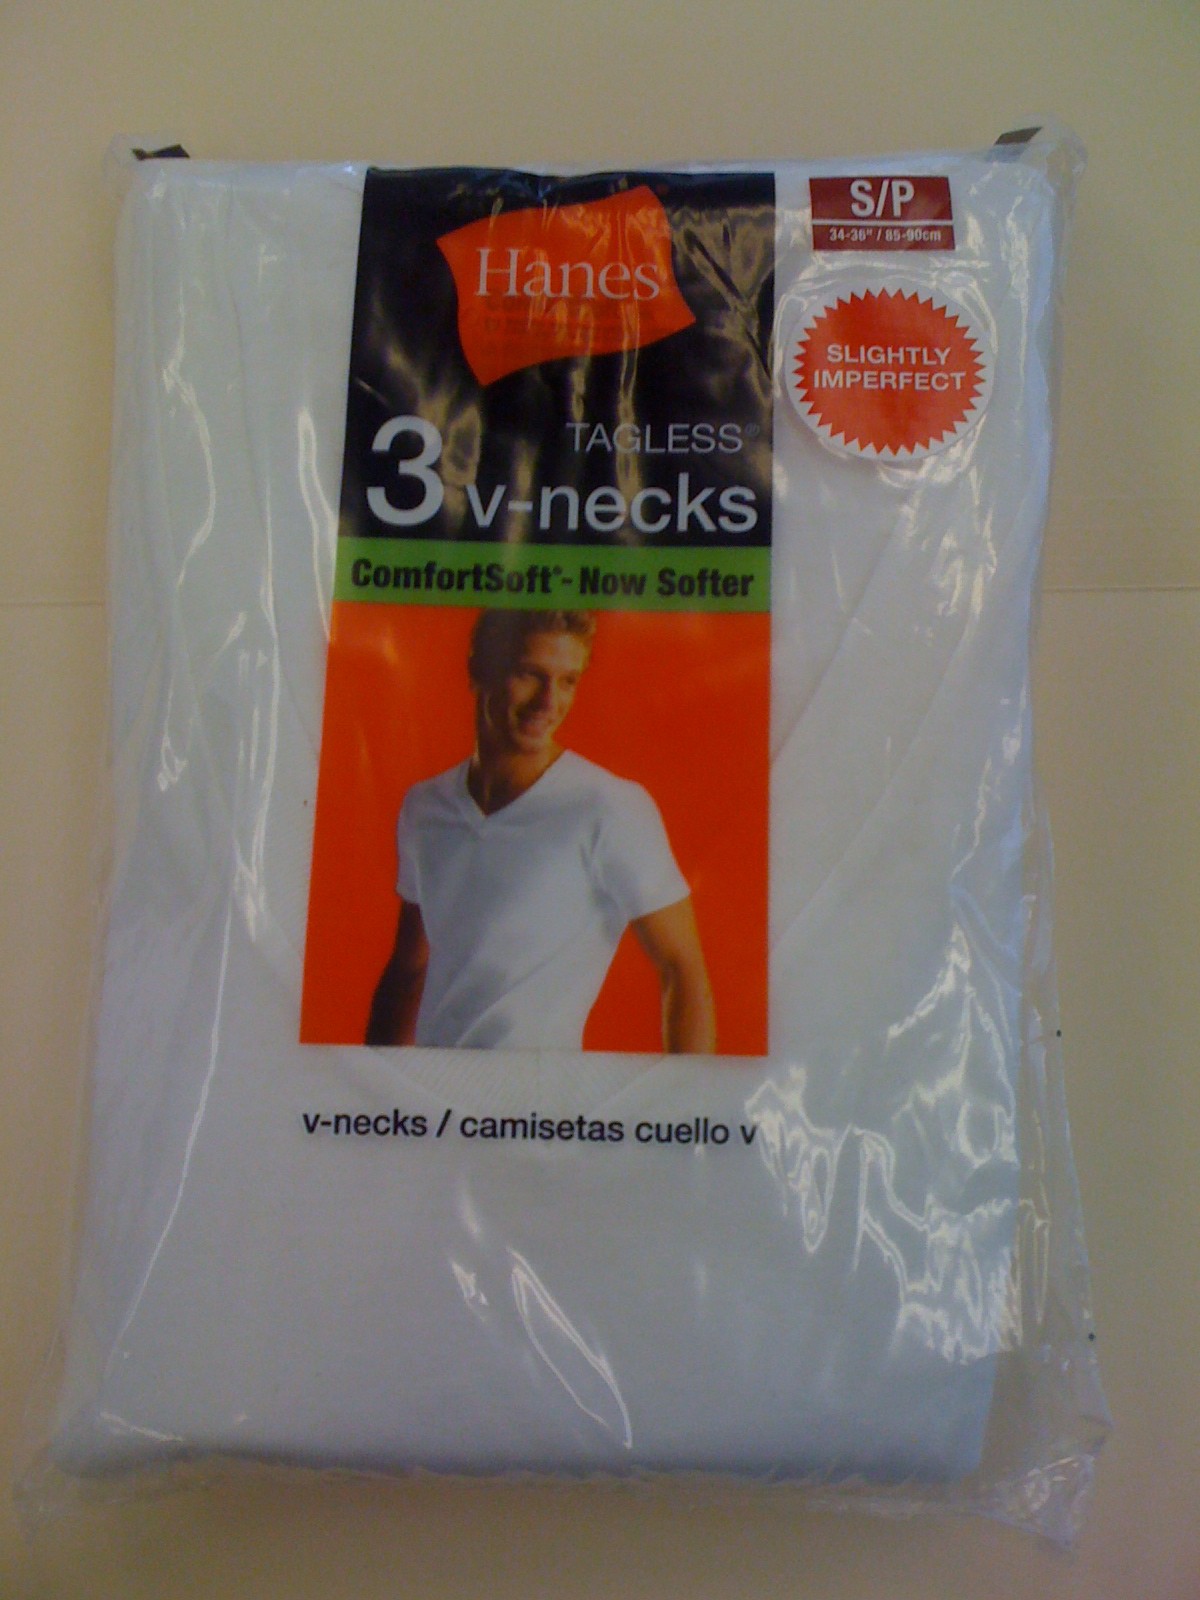 S/P
34-36" / 85-90cm
Hanes
SLIGHTLY
IMPERFECT
TAGLESS®
3 v-necks
ComfortSoft®- Now Softer
v-necks / camisetas cuello v